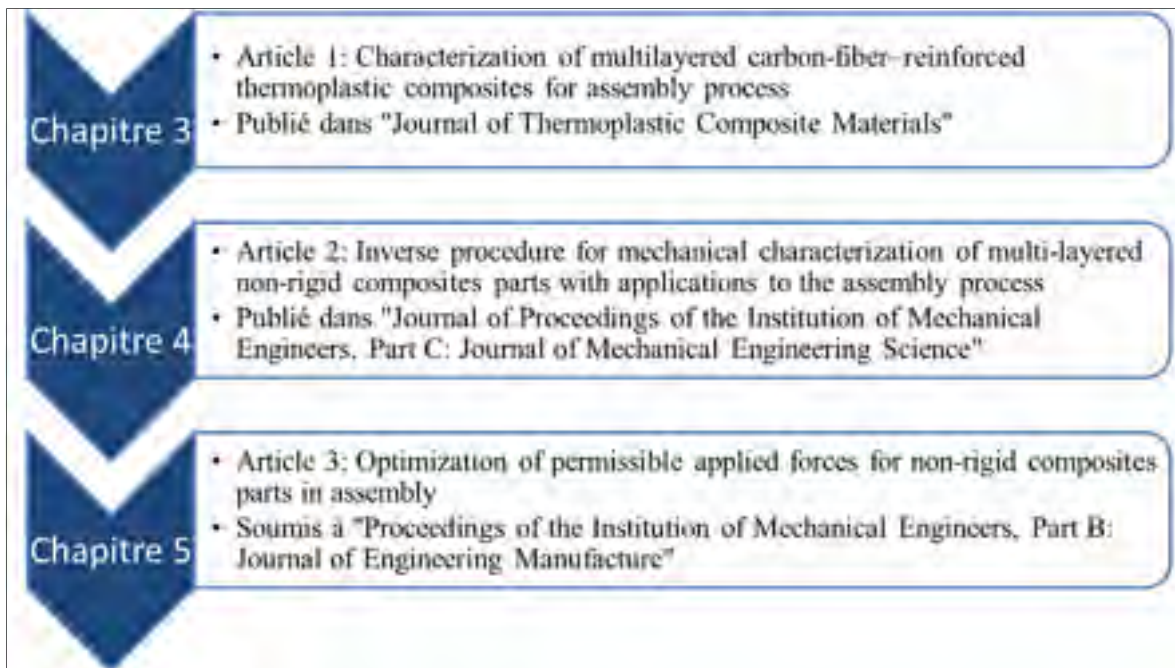 Chapitre 3
• Article 1: Characterization of multilayered carbon-fiber–reinforced
thermoplastic composites for assembly process
• Publié dans "Journal of Thermoplastic Composite Materials"
Chapitre 4
• Article 2: Inverse procedure for mechanical characterization of multi-layered
non-rigid composites parts with applications to the assembly process
• Publié dans "Journal of Proceedings of the Institution of Mechanical
Engineers, Part C: Journal of Mechanical Engineering Science"
Chapitre 5
• Article 3: Optimization of permissible applied forces for non-rigid composites
parts in assembly
• Soumis à "Proceedings of the Institution of Mechanical Engineers, Part B:
Journal of Engineering Manufacture"